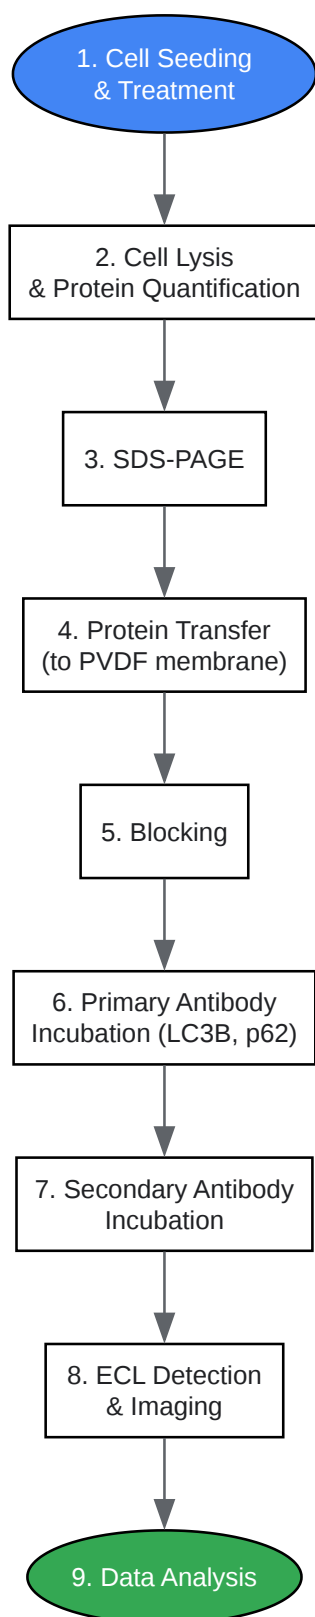 1. Cell Seeding
& Treatment
2. Cell Lysis
& Protein Quantification
3. SDS-PAGE
4. Protein Transfer
(to PVDF membrane)
5. Blocking
6. Primary Antibody
Incubation (LC3B, p62)
7. Secondary Antibody
Incubation
8. ECL Detection
& Imaging
9. Data Analysis